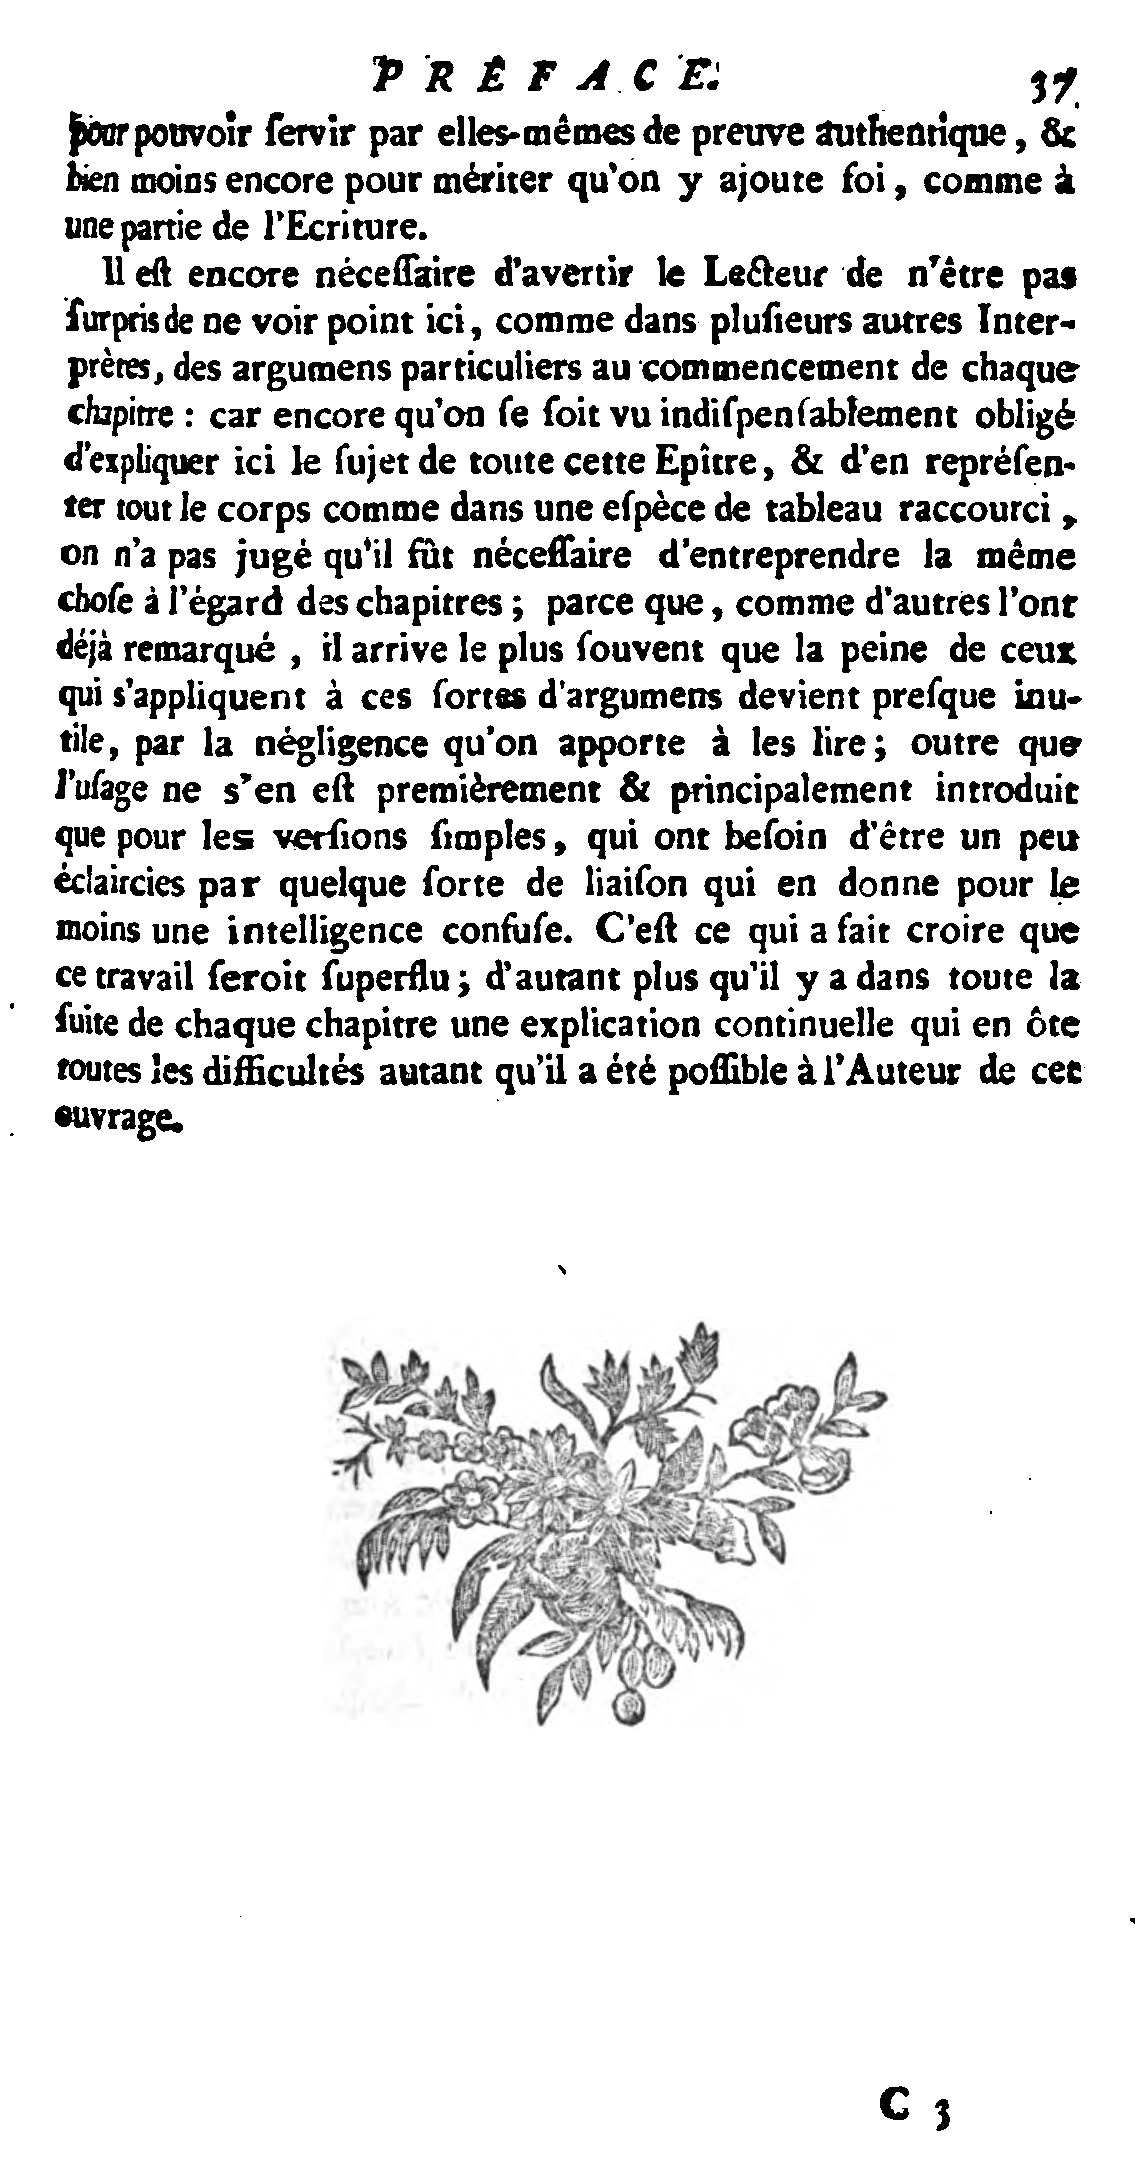 PRÉFACE. 37
pour pouvoir ſervir par elles-mêmes de preuve authentique, &
bien moins encore pour mériter qu'on y ajoute foi, comme à
une partie de l'Ecriture.
Il eſt encore néceſſaire d'avertir le Lecteur de n'être pas
ſurpris de ne voir point ici, comme dans pluſieurs autres Inter-
prètes, des argumens particuliers au commencement de chaque
chapitre : car encore qu'on ſe ſoit vu indiſpenſablement obligé
d'expliquer ici le ſujet de toute cette Epître, & d'en repréſen-
ter tout le corps comme dans une eſpèce de tableau raccourci,
on n'a pas jugé qu'il fût néceſſaire d'entreprendre la même
choſe à l'égard des chapitres ; parce que, comme d'autres l'ont
déjà remarqué, il arrive le plus ſouvent que la peine de ceux
qui s'appliquent à ces ſortes d'argumens devient preſque inu-
tile, par la négligence qu'on apporte à les lire ; outre que
l'uſage ne s'en eſt premièrement & principalement introduit
que pour les verſions ſimples, qui ont beſoin d'être un peu
éclaircies par quelque ſorte de liaiſon qui en donne pour le
moins une intelligence confuſe. C'eſt ce qui a fait croire que
ce travail ſeroit ſuperflu ; d'autant plus qu'il y a dans toute la
ſuite de chaque chapitre une explication continuelle qui en ôte
toutes les difficultés autant qu'il a été poſſible à l'Auteur de cet
ouvrage.
C 3